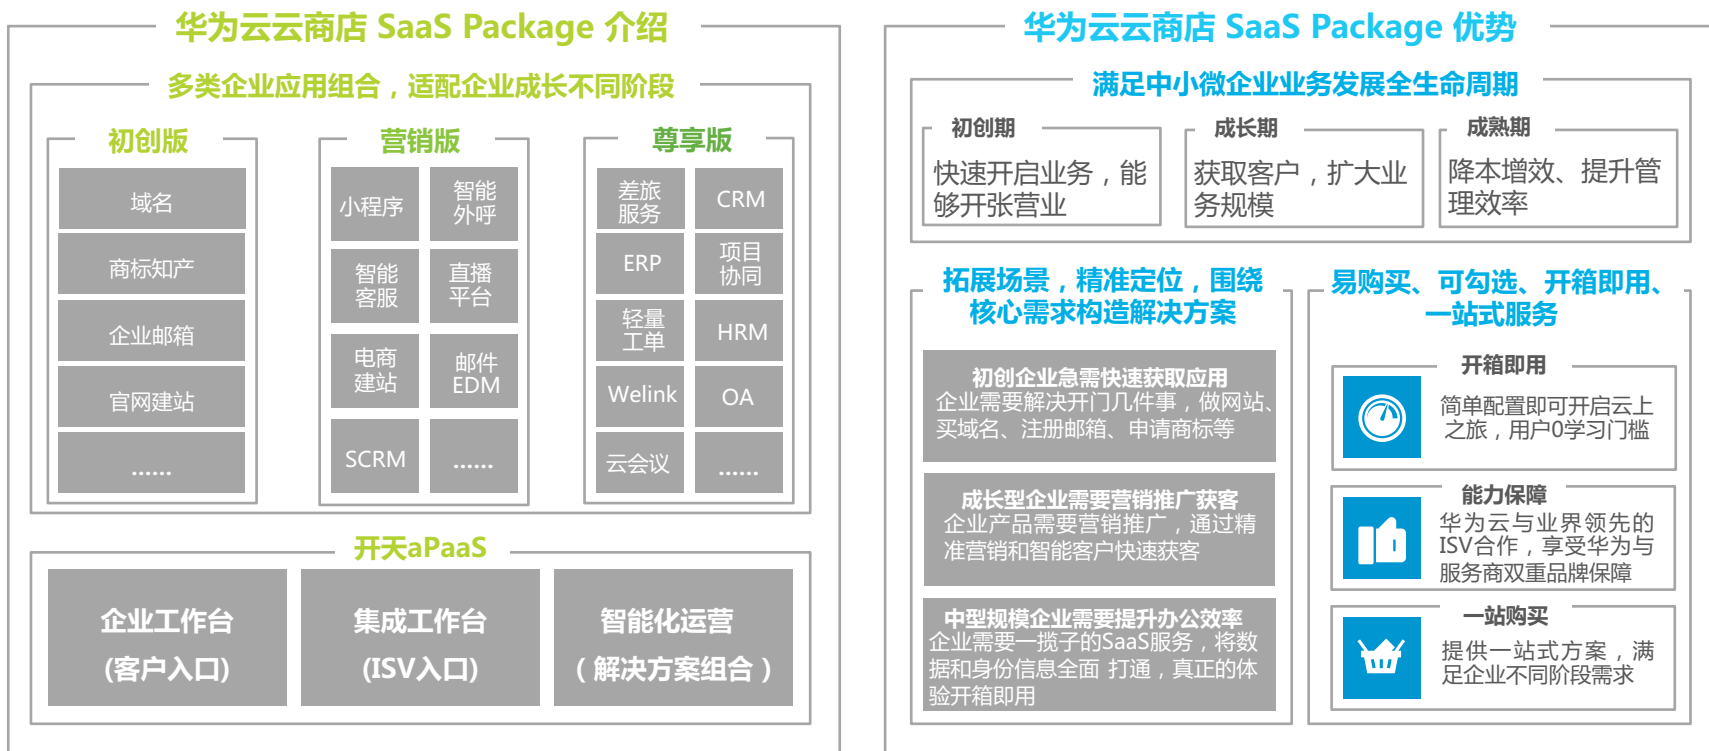 华为云云商店 SaaS Package 介绍
多类企业应用组合，适配企业成长不同阶段
初创版
域名
商标知产
企业邮箱
官网建站
......
营销版
小程序
智能
外呼
智能
客服
直播
平台
电商
建站
邮件
EDM
SCRM
......
尊享版
差旅
服务
CRM
ERP
项目
协同
轻量
工单
HRM
Welink
OA
云会议
......
开天aPaaS
企业工作台
(客户入口)
集成工作台
(ISV入口)
智能化运营
（解决方案组合）
华为云云商店 SaaS Package 优势
满足中小微企业业务发展全生命周期
初创期
快速开启业务，能
够开张营业
成长期
获取客户，扩大业
务规模
成熟期
降本增效、提升管
理效率
拓展场景，精准定位，围绕
核心需求构造解决方案
初创企业急需快速获取应用
企业需要解决开门几件事，做网站、
买域名、注册邮箱、申请商标等
成长型企业需要营销推广获客
企业产品需要营销推广，通过精
准营销和智能客户快速获客
中型规模企业需要提升办公效率
企业需要一揽子的SaaS服务，将数
据和身份信息全面 打通，真正的体
验开箱即用
易购买、可勾选、开箱即用、
一站式服务
开箱即用
简单配置即可开启云上
之旅，用户0学习门槛
能力保障
华为云与业界领先的
ISV合作，享受华为与
服务商双重品牌保障
一站购买
提供一站式方案，满
足企业不同阶段需求